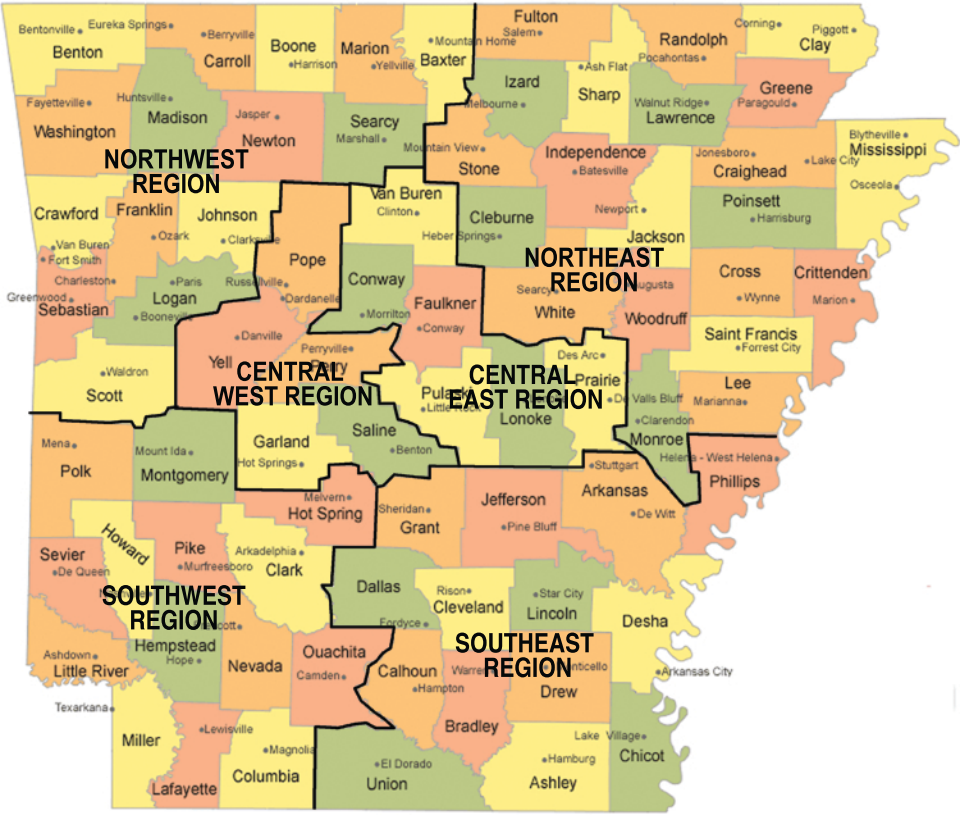 Bentonville
Eureka Springs
Benton
Berryville
Carroll
Boone
Harrison
Marion
Yellville
Mountain Home
Baxter
Fulton
Salem
Randolph
Pocahontas
Corning
Piggott
Clay
Fayetteville
Huntsville
Washington
Madison
Jasper
Newton
Searcy
Marshall
Melbourne
Izard
Ash Flat
Sharp
Walnut Ridge
Lawrence
Greene
Paragould
Mountain View
Stone
Independence
Batesville
Jonesboro
Lake City
Craighead
Blytheville
Mississippi
Osceola
NORTHWEST
REGION
Crawford
Franklin
Johnson
Ozark
Clarksville
Van Buren
Fort Smith
Van Buren
Clinton
Cleburne
Heber Springs
Newport
Jackson
Poinsett
Harrisburg
NORTHEAST
REGION
Charleston
Greenwood
Sebastian
Paris
Logan
Booneville
Russellville
Pope
Dardanelle
Conway
Morrilton
Faulkner
Conway
Searcy
White
Augusta
Woodruff
Cross
Wynne
Crittenden
Marion
Waldron
Scott
Danville
Yell
Perryville
Perry
CENTRAL
WEST REGION
Pulaski
Little Rock
CENTRAL
EAST REGION
Lonoke
Des Arc
Prairie
De Valls Bluff
Clarendon
Monroe
Saint Francis
Forrest City
Lee
Marianna
Helena - West Helena
Phillips
Mena
Polk
Mount Ida
Montgomery
Garland
Hot Springs
Saline
Benton
Malvern
Hot Spring
Sheridan
Grant
Jefferson
Pine Bluff
Stuttgart
Arkansas
De Witt
Howard
Sevier
De Queen
Pike
Murfreesboro
Arkadelphia
Clark
SOUTHWEST
REGION
Hempstead
Hope
Ashdown
Little River
Nevada
Ouachita
Camden
Dallas
Fordyce
Rison
Cleveland
Star City
Lincoln
Desha
Arkansas City
SOUTHEAST
REGION
Calhoun
Hampton
Bradley
Drew
Texarkana
Miller
Lewisville
Lafayette
Magnolia
Columbia
El Dorado
Union
Hamburg
Ashley
Lake Village
Chicot